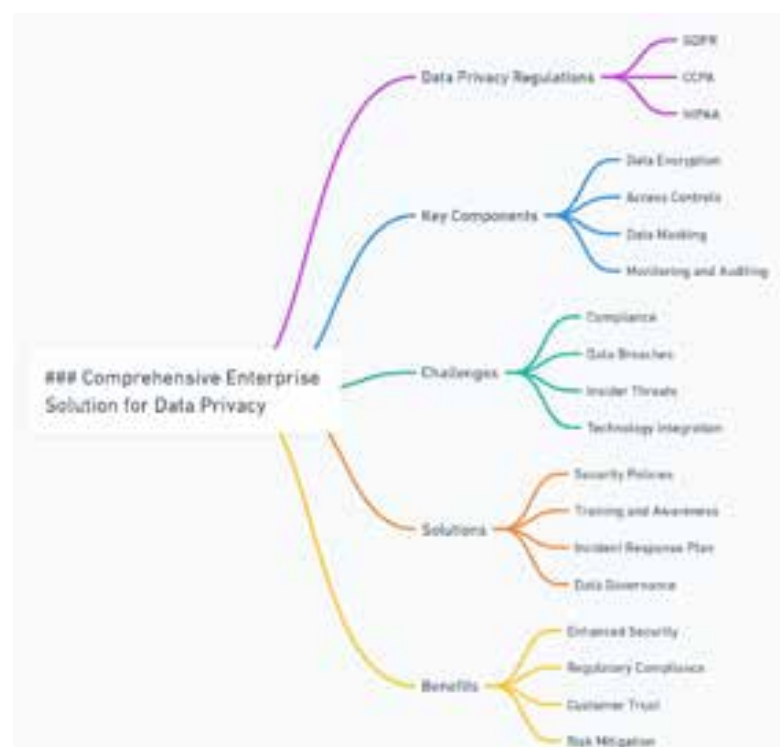 GDPR
Data Privacy Regulations
CCPA
HIPAA
Data Encryption
Access Controls
Key Components
Data Masking
Monitoring and Auditing
Compliance
Data Breaches
### Comprehensive Enterprise
Solution for Data Privacy
Challenges
Insider Threats
Technology Integration
Security Policies
Training and Awareness
Solutions
Incident Response Plan
Data Governance
Enhanced Security
Regulatory Compliance
Benefits
Customer Trust
Risk Mitigation